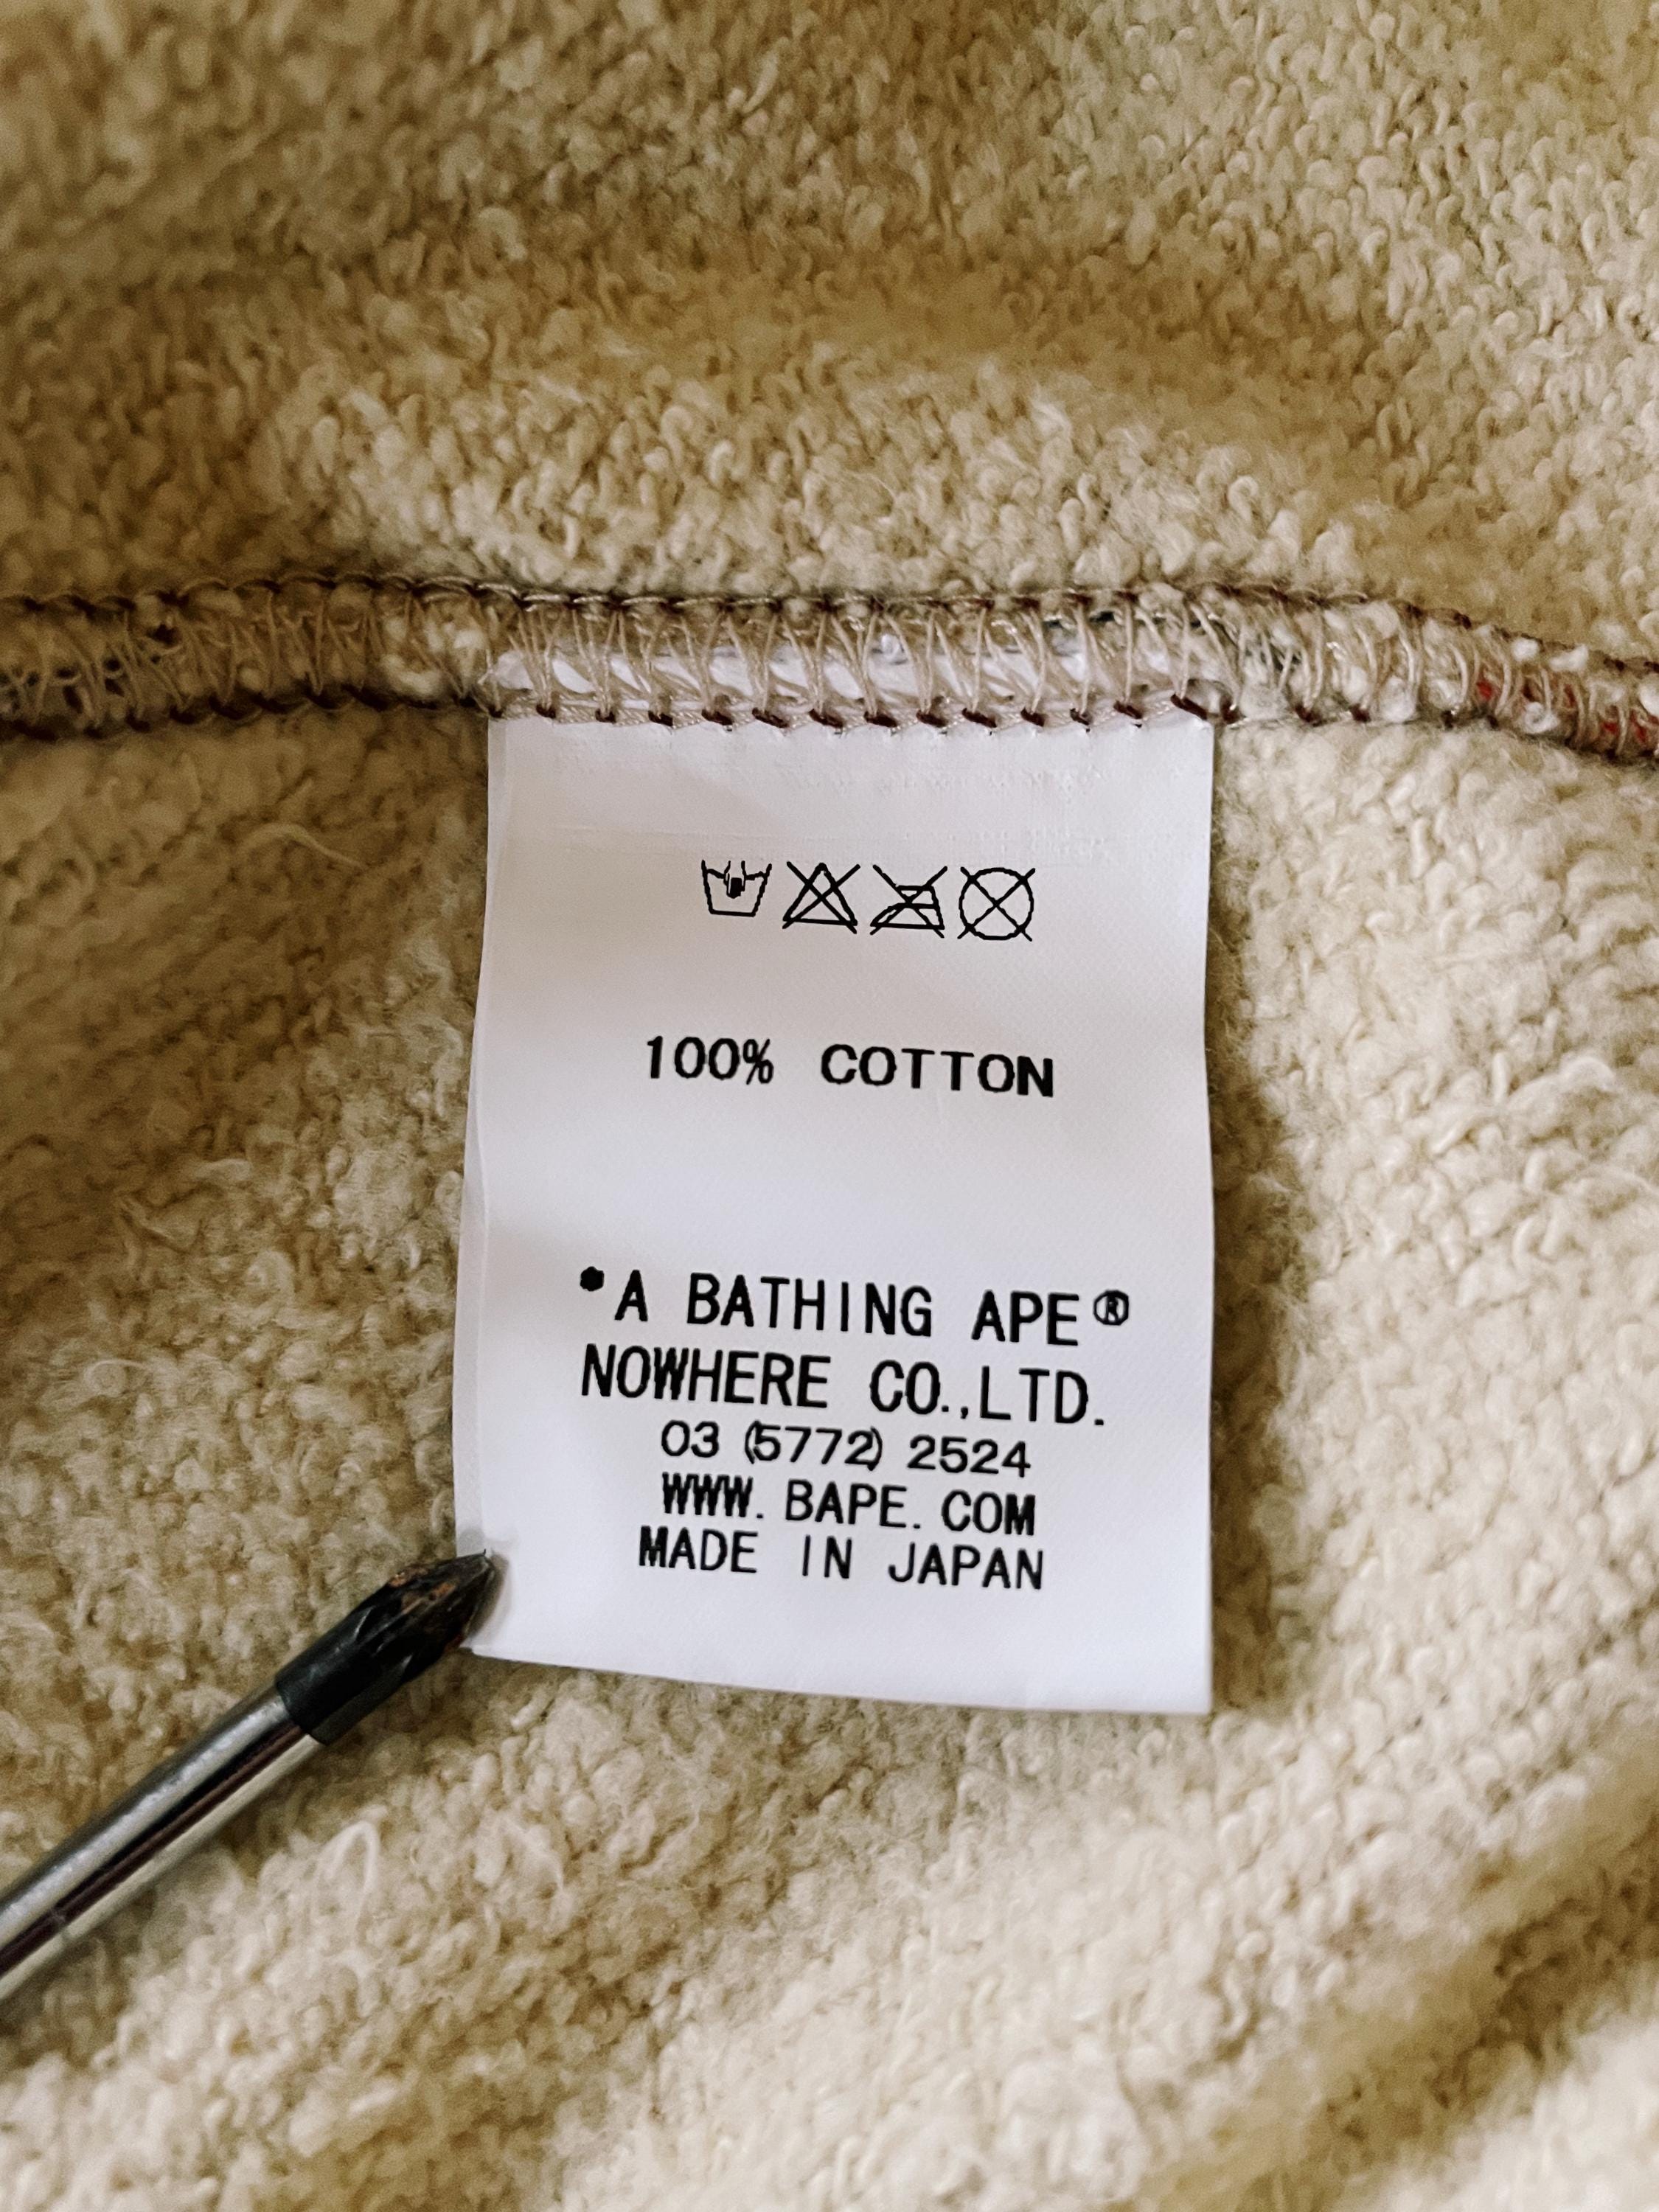 100% COTTON
•A BATHING APE®
NOWHERE CO.,LTD.
03 (5772) 2524
WWW. BAPE. COM
MADE IN JAPAN